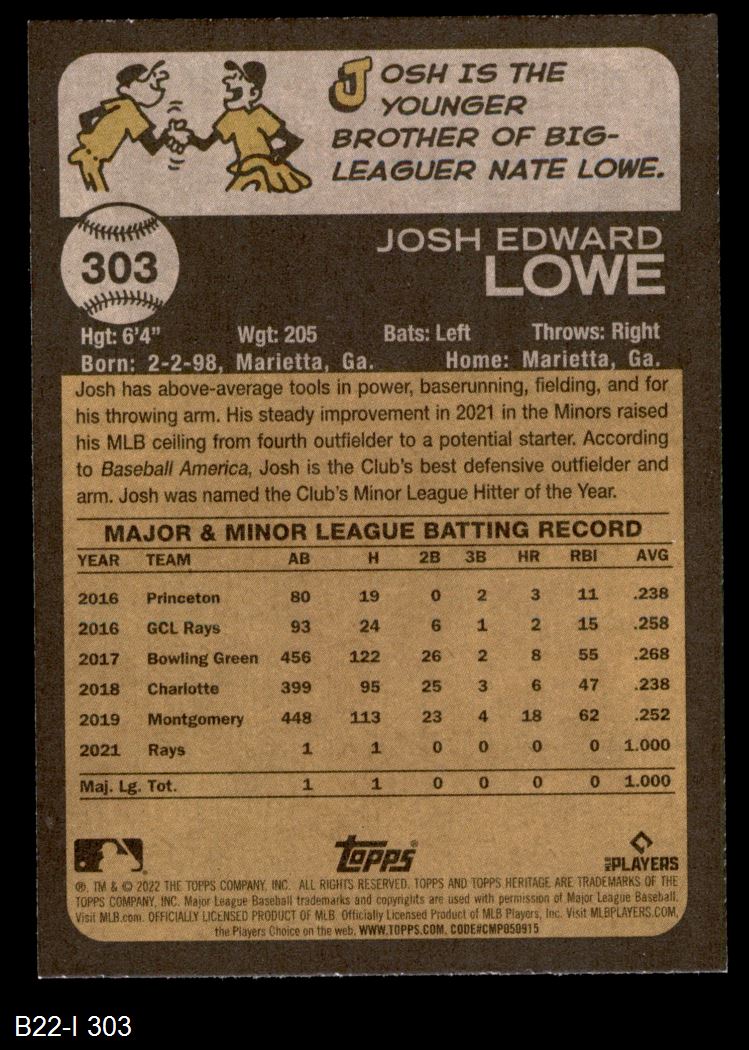 JOSH IS THE
YOUNGER
BROTHER OF BIG-
LEAGUER NATE LOWE.
303
JOSH EDWARD
LOWE
Hgt: 6'4" Wgt: 205 Bats: Left Throws: Right
Born: 2-2-98, Marietta, Ga. Home: Marietta, Ga.
Josh has above-average tools in power, baserunning, fielding, and for
his throwing arm. His steady improvement in 2021 in the Minors raised
his MLB ceiling from fourth outfielder to a potential starter. According
to Baseball America, Josh is the Club's best defensive outfielder and
arm. Josh was named the Club's Minor League Hitter of the Year.
MAJOR & MINOR LEAGUE BATTING RECORD
YEAR TEAM AB H 2B 3B HR RBI AVG
2016 Princeton 80 19 0 2 3 11 .238
2016 GCL Rays 93 24 6 1 2 15 .258
2017 Bowling Green 456 122 26 2 8 55 .268
2018 Charlotte 399 95 25 3 6 47 .238
2019 Montgomery 448 113 23 4 18 62 .252
2021 Rays 1 1 0 0 0 0 1.000
Maj. Lg. Tot. 1 1 0 0 0 0 1.000
Topps® PLAYERS
®, TM & © 2022 THE TOPPS COMPANY, INC. ALL RIGHTS RESERVED. TOPPS AND TOPPS HERITAGE ARE TRADEMARKS OF THE
TOPPS COMPANY, INC. Major League Baseball trademarks and copyrights are used with permission of Major League Baseball.
Visit MLB.com. OFFICIALLY LICENSED PRODUCT OF MLB Officially Licensed Product of MLB Players, Inc. Visit MLBPLAYERS.COM,
the Players Choice on the web. WWW.TOPPS.COM. CODE#CMP050915
B22-I 303